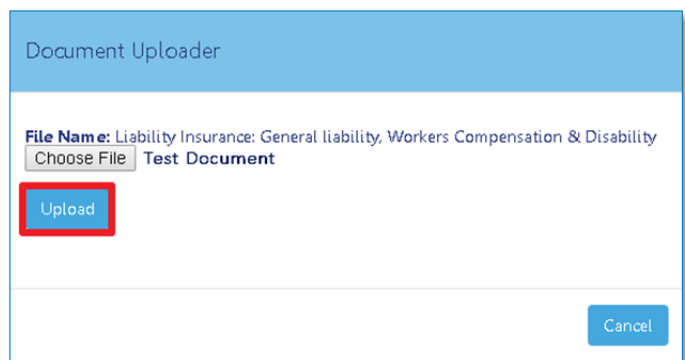 Document Uploader
File Name: Liability Insurance: General liability, Workers Compensation & Disability
Choose File Test Document
Upload
Cancel